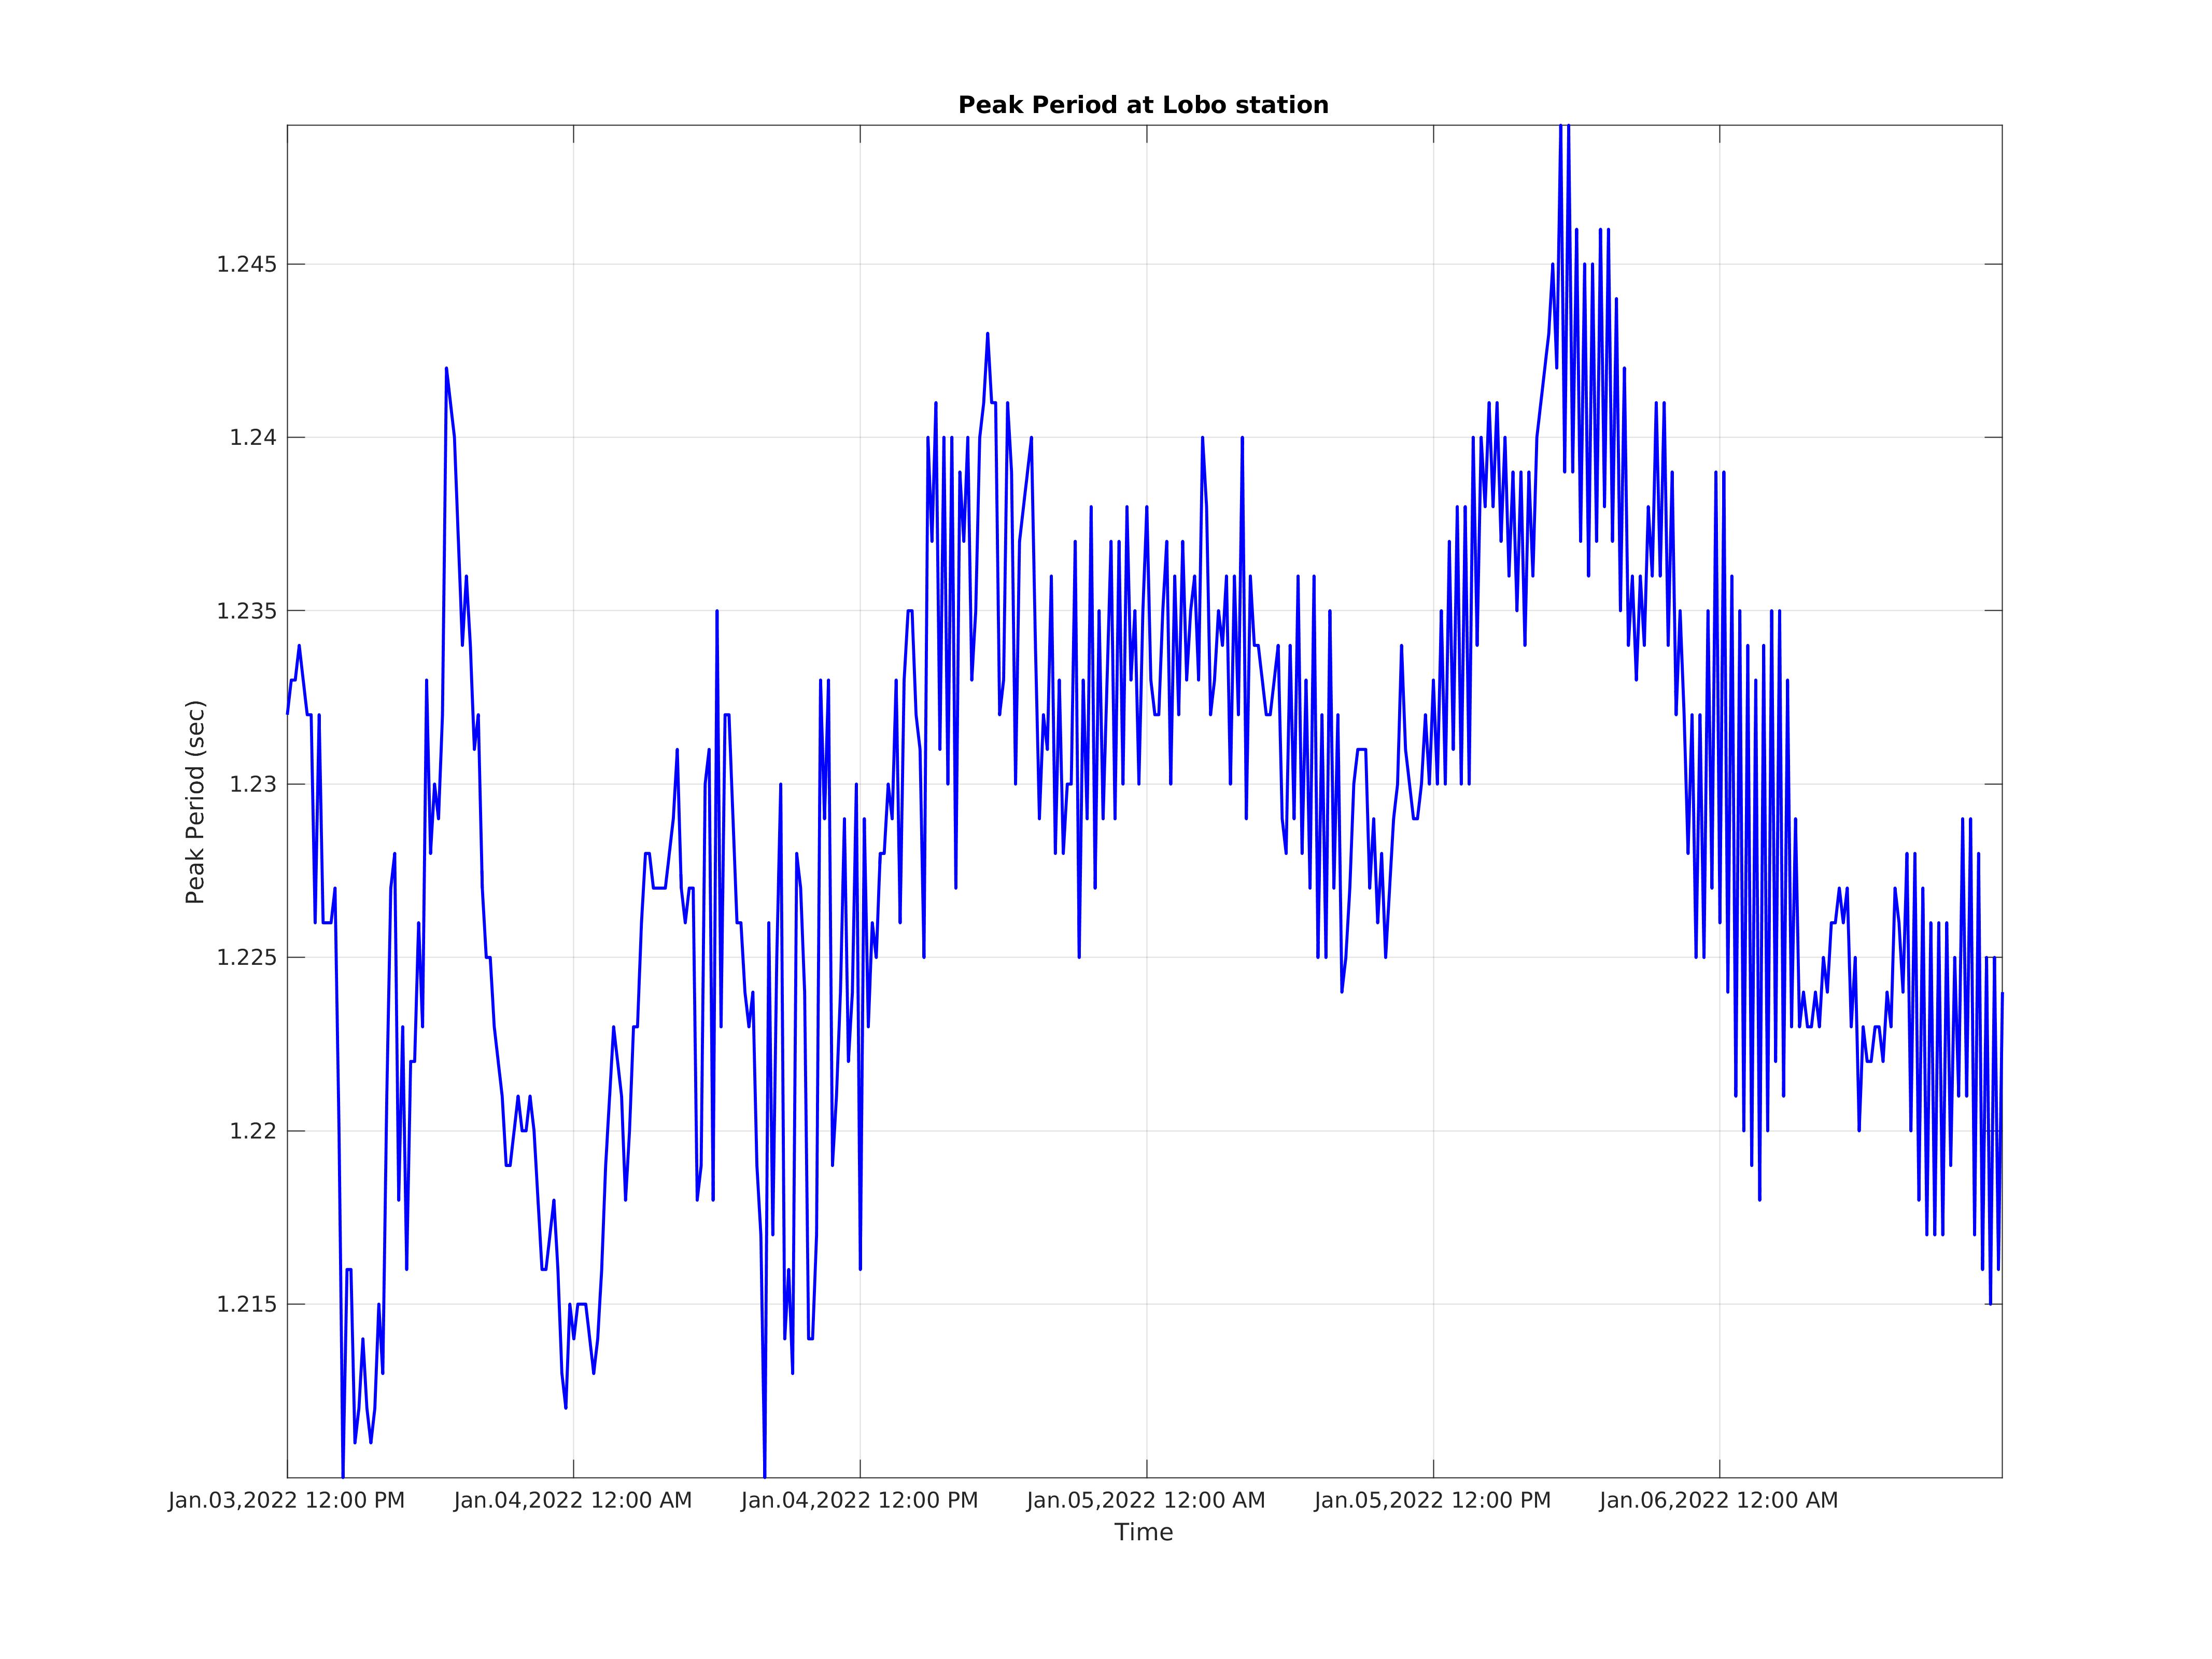 Peak Period at Lobo station
1.245
1.24
1.235
1.23
1.225
1.22
1.215
Peak Period (sec)
Jan.03,2022 12:00 PM Jan.04,2022 12:00 AM Jan.04,2022 12:00 PM Jan.05,2022 12:00 AM Jan.05,2022 12:00 PM Jan.06,2022 12:00 AM
Time